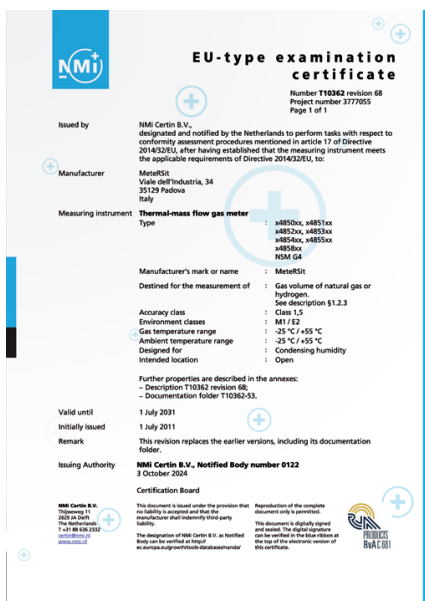 NMi
EU-type examination
certificate
Number T10362 revision 68
Project number 3777055
Page 1 of 1
Issued by
NMi Certin B.V.,
designated and notified by the Netherlands to perform tasks with respect to
conformity assessment procedures mentioned in article 17 of Directive
2014/32/EU, after having established that the measuring instrument meets
the applicable requirements of Directive 2014/32/EU, to:
Manufacturer
MeteRSit
Viale dell'Industria, 34
35129 Padova
Italy
Measuring instrument Thermal-mass flow gas meter
Type : x4850xx, x4851xx
x4852xx, x4853xx
x4854xx, x4855xx
x4858xx
NSM G4
Manufacturer's mark or name : MeteRSit
Destined for the measurement of : Gas volume of natural gas or
hydrogen.
See description §1.2.3
Accuracy class : Class 1,5
Environment classes : M1 / E2
Gas temperature range : -25 °C / +55 °C
Ambient temperature range : -25 °C / +55 °C
Designed for : Condensing humidity
Intended location : Open
Further properties are described in the annexes:
– Description T10362 revision 68;
– Documentation folder T10362-53.
Valid until 1 July 2031
Initially issued 1 July 2011
Remark This revision replaces the earlier versions, including its documentation
folder.
Issuing Authority NMi Certin B.V., Notified Body number 0122
3 October 2024
Certification Board
NMi Certin B.V.
Thijsseweg 11
2629 JA Delft
The Netherlands
T +31 88 636 2332
certin@nmi.nl
www.nmi.nl
This document is issued under the provision that
no liability is accepted and that the
manufacturer shall indemnify third-party
liability.
The designation of NMi Certin B.V. as Notified
Body can be verified at http://
ec.europa.eu/growth/tools-databases/nando/
Reproduction of the complete
document only is permitted.
This document is digitally signed
and sealed. The digital signature
can be verified in the blue ribbon at
the top of the electronic version of
this certificate.
RvA
PRODUCTS
RvA C 681